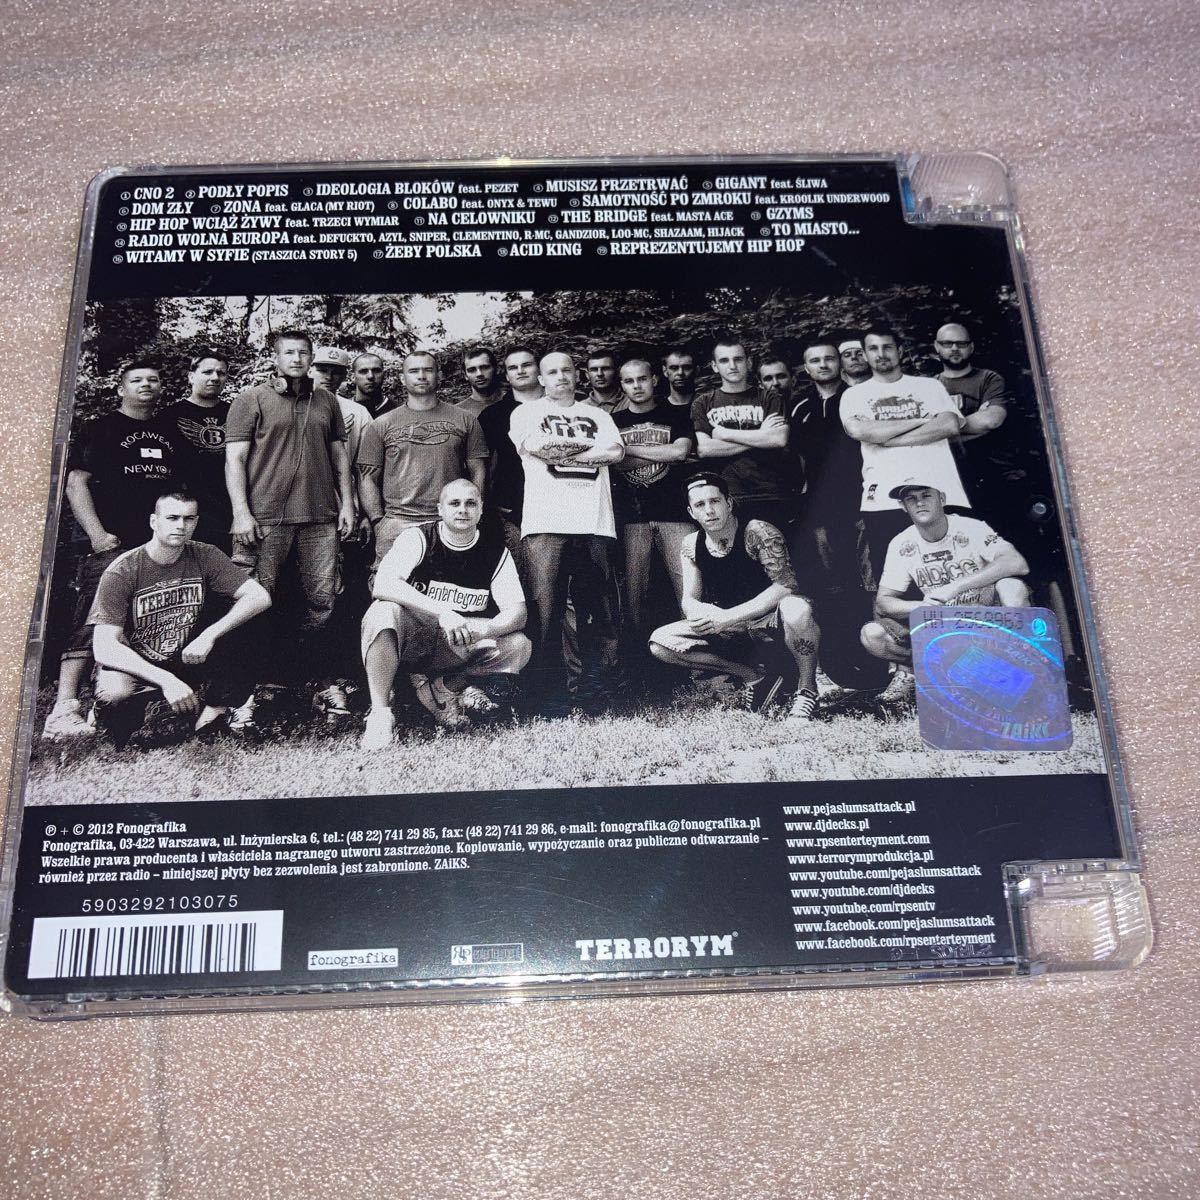 ① CNO 2 ② PODŁY POPIS ③ IDEOLOGIA BLOKÓW feat. PEZET ④ MUSISZ PRZETRWAĆ ⑤ GIGANT feat. ŚLIWA
⑥ DOM ZŁY ⑦ ZONA feat. GLACA (MY RIOT) ⑧ COLABO feat. ONYX & TEWU ⑨ SAMOTNOŚĆ PO ZMROKU feat. KROOLIK UNDERWOOD
⑩ HIP HOP WCIĄŻ ŻYWY feat. TRZECI WYMIAR ⑪ NA CELOWNIKU ⑫ THE BRIDGE feat. MASTA ACE ⑬ GZYMS
⑭ RADIO WOLNA EUROPA feat. DEFUCKTO, AZYL, SNIPER, CLEMENTINO, R-MC, GANDZIOR, LOO-MC, SHAZAAM, HIJACK ⑮ TO MIASTO...
⑯ WITAMY W SYFIE (STASZICA STORY 5) ⑰ ŻEBY POLSKA ⑱ ACID KING ⑲ REPREZENTUJEMY HIP HOP
ROCAWEAR
NEW YO
B
TERRORYM
TERRORYM
URBAN
TERRORYM
enterteyment
ZAiKS
℗ + © 2012 Fonografika
Fonografika, 03-422 Warszawa, ul. Inżynierska 6, tel.: (48 22) 741 29 85, fax: (48 22) 741 29 86, e-mail: fonografika@fonografika.pl
Wszelkie prawa producenta i właściciela nagranego utworu zastrzeżone. Kopiowanie, wypożyczanie oraz publiczne odtwarzanie –
również przez radio – niniejszej płyty bez zezwolenia jest zabronione. ZAiKS.
www.pejaslumsattack.pl
www.djdecks.pl
www.rpsenterteyment.com
www.terrorymprodukcja.pl
www.youtube.com/pejaslumsattack
www.youtube.com/djdecks
www.youtube.com/rpsentv
www.facebook.com/pejaslumsattack
www.facebook.com/rpsenterteyment
5903292103075
fonografika
TERRORYM®